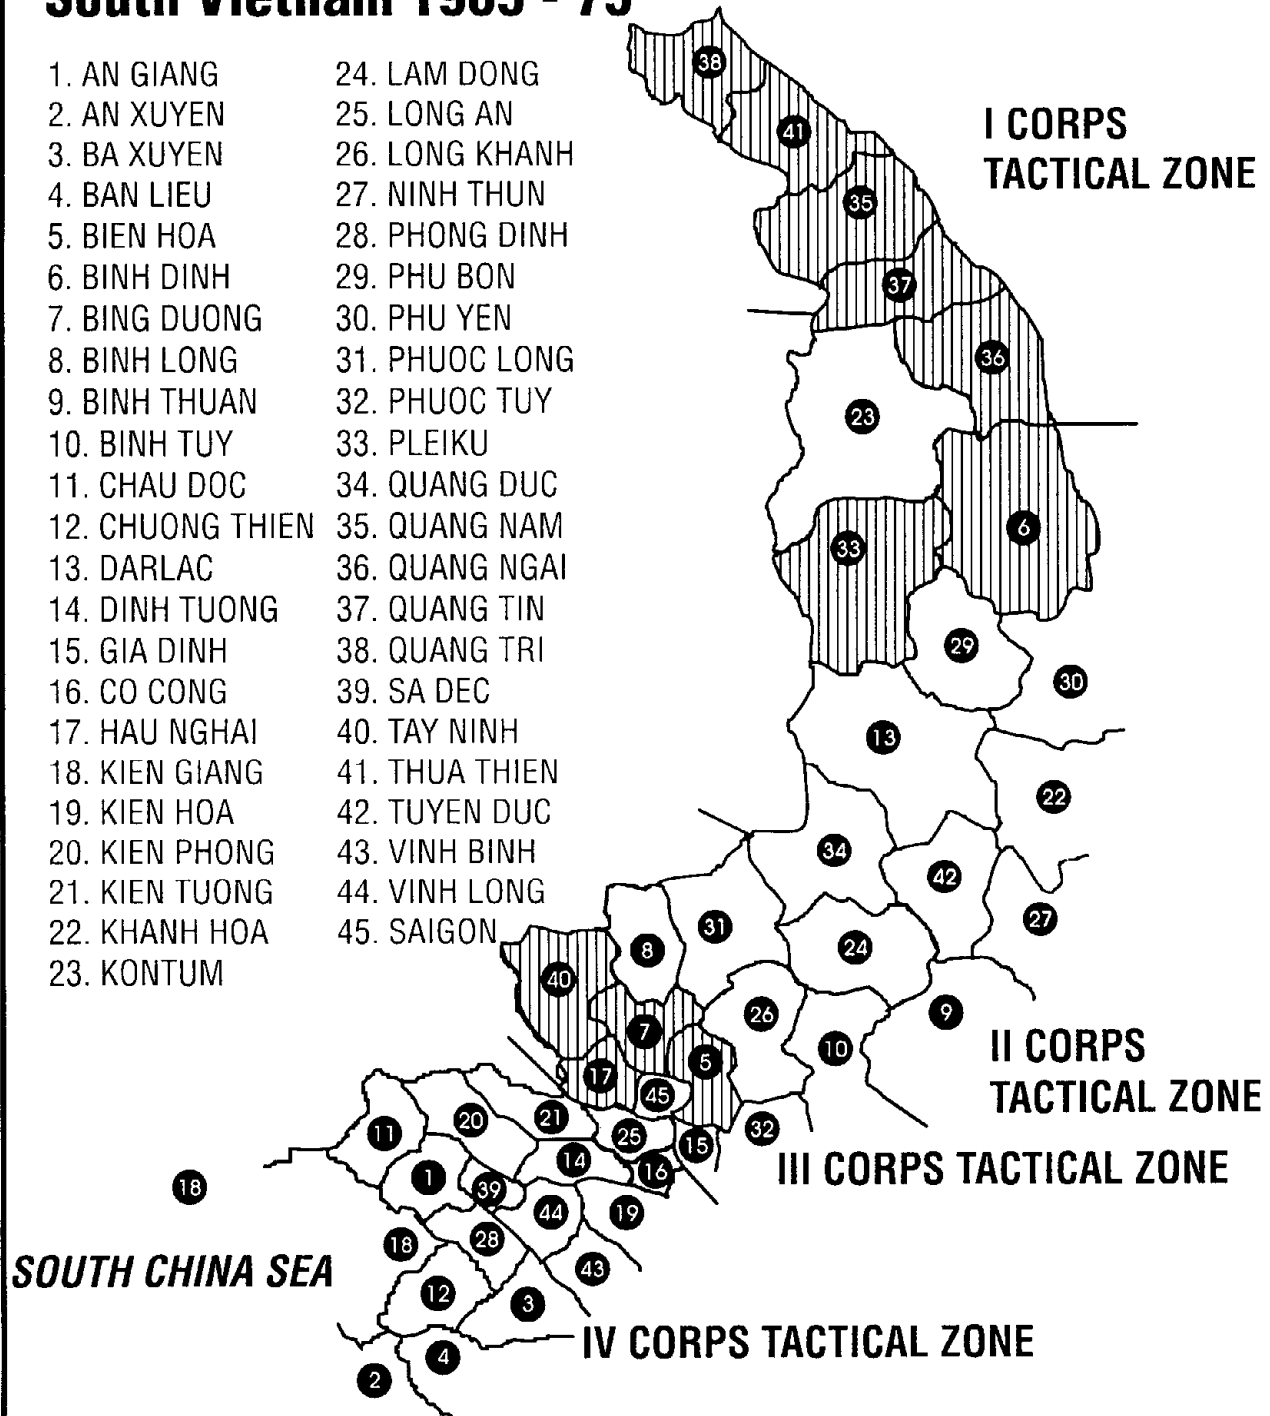 South Vietnam 1965 - 75
1. AN GIANG
2. AN XUYEN
3. BA XUYEN
4. BAN LIEU
5. BIEN HOA
6. BINH DINH
7. BING DUONG
8. BINH LONG
9. BINH THUAN
10. BINH TUY
11. CHAU DOC
12. CHUONG THIEN
13. DARLAC
14. DINH TUONG
15. GIA DINH
16. CO CONG
17. HAU NGHAI
18. KIEN GIANG
19. KIEN HOA
20. KIEN PHONG
21. KIEN TUONG
22. KHANH HOA
23. KONTUM
24. LAM DONG
25. LONG AN
26. LONG KHANH
27. NINH THUN
28. PHONG DINH
29. PHU BON
30. PHU YEN
31. PHUOC LONG
32. PHUOC TUY
33. PLEIKU
34. QUANG DUC
35. QUANG NAM
36. QUANG NGAI
37. QUANG TIN
38. QUANG TRI
39. SA DEC
40. TAY NINH
41. THUA THIEN
42. TUYEN DUC
43. VINH BINH
44. VINH LONG
45. SAIGON
38
41
I CORPS
TACTICAL ZONE
35
37
36
23
6
33
29
30
13
22
34
42
27
31
8
24
40
26
9
7
10
II CORPS
TACTICAL ZONE
5
17
45
21
20
11
25
32
15
14
16
III CORPS TACTICAL ZONE
1
39
18
44
19
28
18
SOUTH CHINA SEA
43
12
3
IV CORPS TACTICAL ZONE
4
2